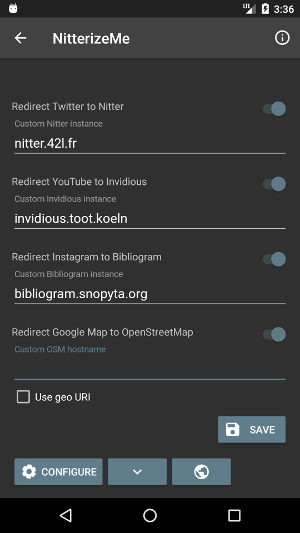 LTE 3:36
NitterizeMe
Redirect Twitter to Nitter
Custom Nitter instance
nitter.42l.fr
Redirect YouTube to Invidious
Custom Invidious instance
invidious.toot.koeln
Redirect Instagram to Bibliogram
Custom Bibliogram instance
bibliogram.snopyta.org
Redirect Google Map to OpenStreetMap
Custom OSM hostname
Use geo URI
SAVE
CONFIGURE